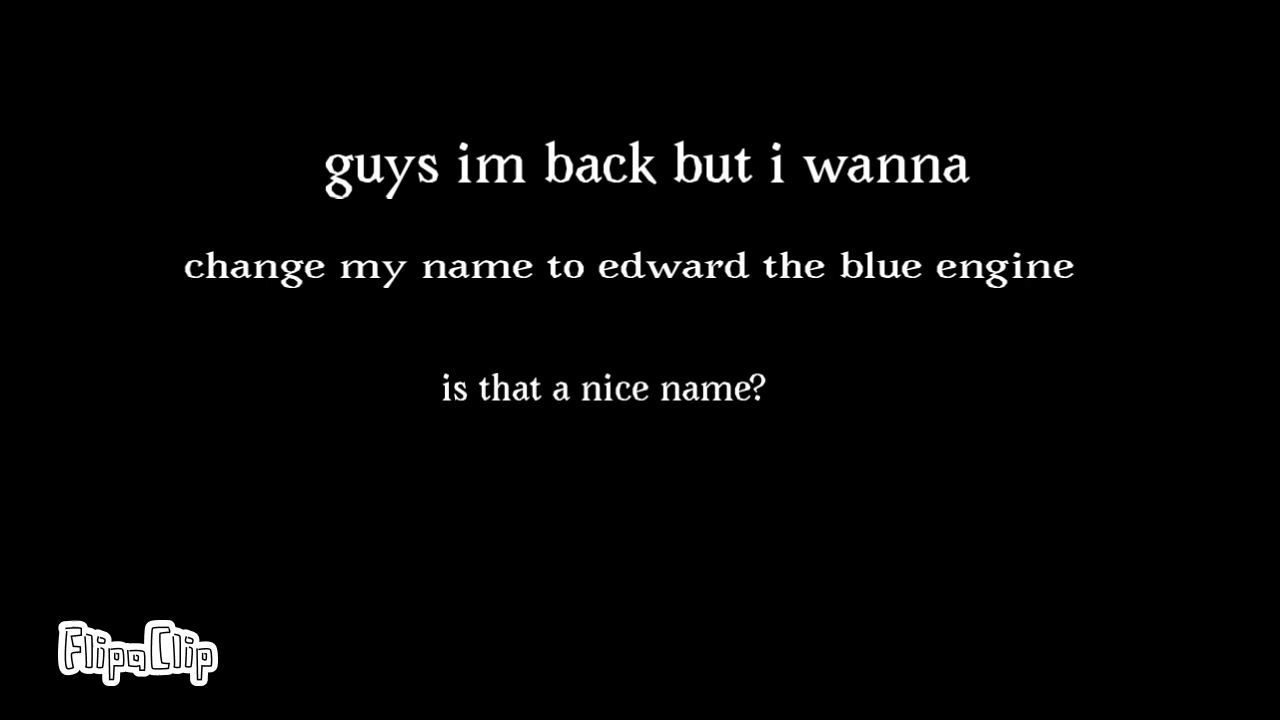 guys im back but i wanna
change my name to edward the blue engine
is that a nice name?
FlipaClip